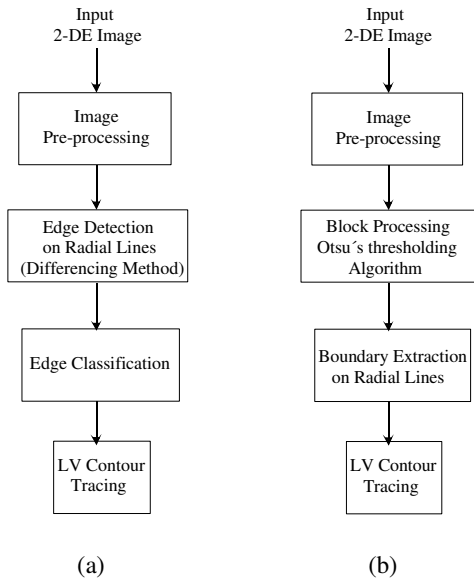 Input
2-DE Image
Image
Pre-processing
Edge Detection
on Radial Lines
(Differencing Method)
Edge Classification
LV Contour
Tracing
(a)
Input
2-DE Image
Image
Pre-processing
Block Processing
Otsu´s thresholding
Algorithm
Boundary Extraction
on Radial Lines
LV Contour
Tracing
(b)